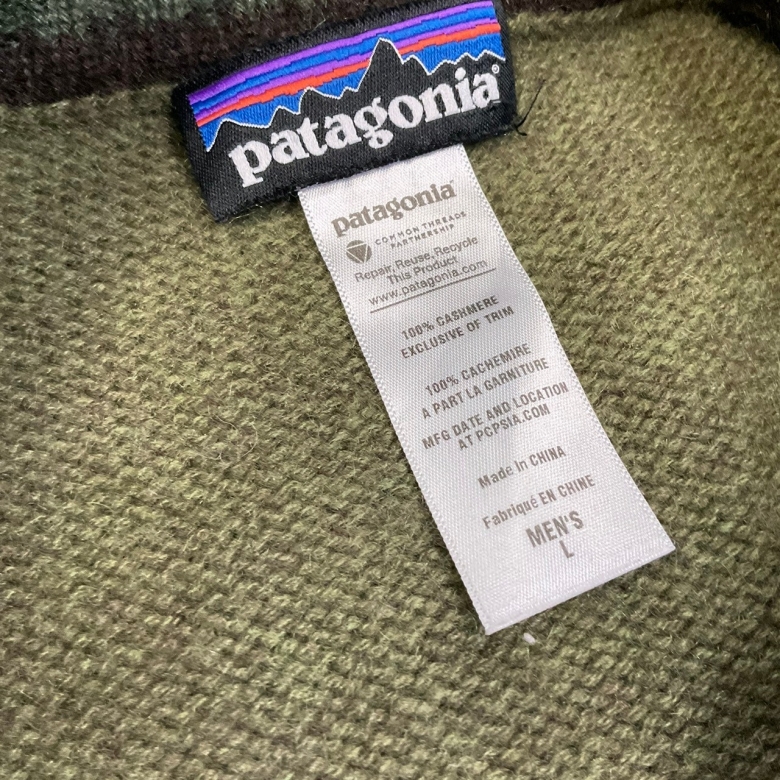 patagonia®
patagonia®
COMMON THREADS
PARTNERSHIP
Repair, Reuse, Recycle
This Product
www.patagonia.com
100% CASHMERE
EXCLUSIVE OF TRIM
100% CACHEMIRE
A PART LA GARNITURE
MFG DATE AND LOCATION
AT PCPSIA.COM
Made In CHINA
Fabriqué EN CHINE
MEN'S
L